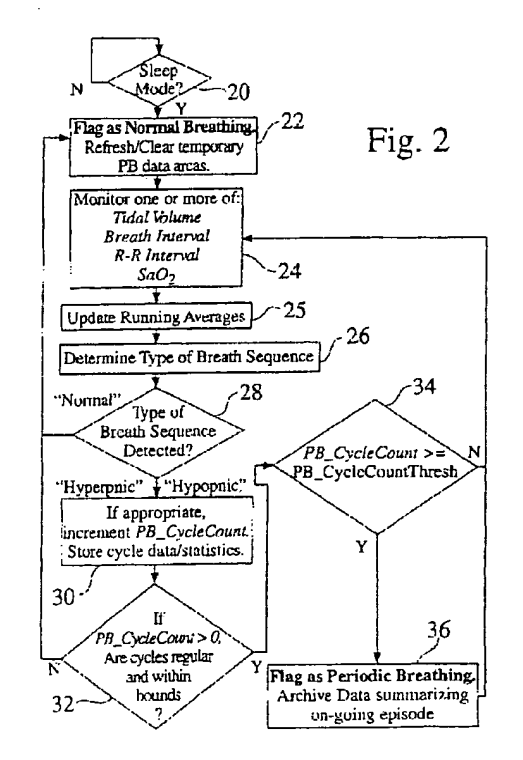 Sleep
Mode?
N
20
Y
Flag as Normal Breathing.
Refresh/Clear temporary
PB data areas.
22
Fig. 2
Monitor one or more of:
Tidal Volume
Breath Interval
R-R Interval
SaO2
24
Update Running Averages
25
Determine Type of Breath Sequence
26
"Normal"
Type of
Breath Sequence
Detected?
28
"Hyperpnic"
"Hypopnic"
If appropriate,
increment PB_CycleCount.
Store cycle data/statistics.
30
If
PB_CycleCount > 0,
Are cycles regular
and within
bounds
?
N
Y
32
34
PB_CycleCount >=
PB_CycleCountThresh
N
Y
36
Flag as Periodic Breathing.
Archive Data summarizing
on-going episode